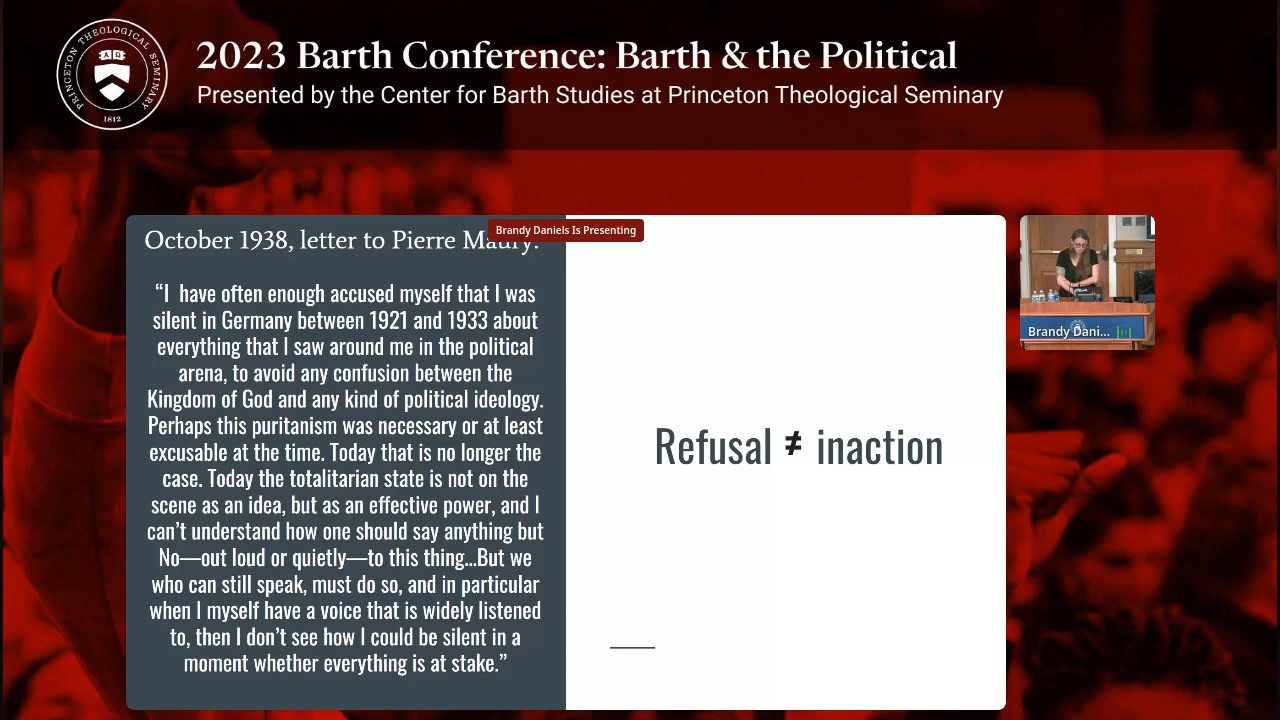 PRINCETON THEOLOGICAL SEMINARY
1812
2023 Barth Conference: Barth & the Political
Presented by the Center for Barth Studies at Princeton Theological Seminary
Brandy Daniels Is Presenting
October 1938, letter to Pierre Maury:
“I have often enough accused myself that I was
silent in Germany between 1921 and 1933 about
everything that I saw around me in the political
arena, to avoid any confusion between the
Kingdom of God and any kind of political ideology.
Perhaps this puritanism was necessary or at least
excusable at the time. Today that is no longer the
case. Today the totalitarian state is not on the
scene as an idea, but as an effective power, and I
can’t understand how one should say anything but
No—out loud or quietly—to this thing...But we
who can still speak, must do so, and in particular
when I myself have a voice that is widely listened
to, then I don’t see how I could be silent in a
moment whether everything is at stake.”
Refusal ≠ inaction
Brandy Dani...